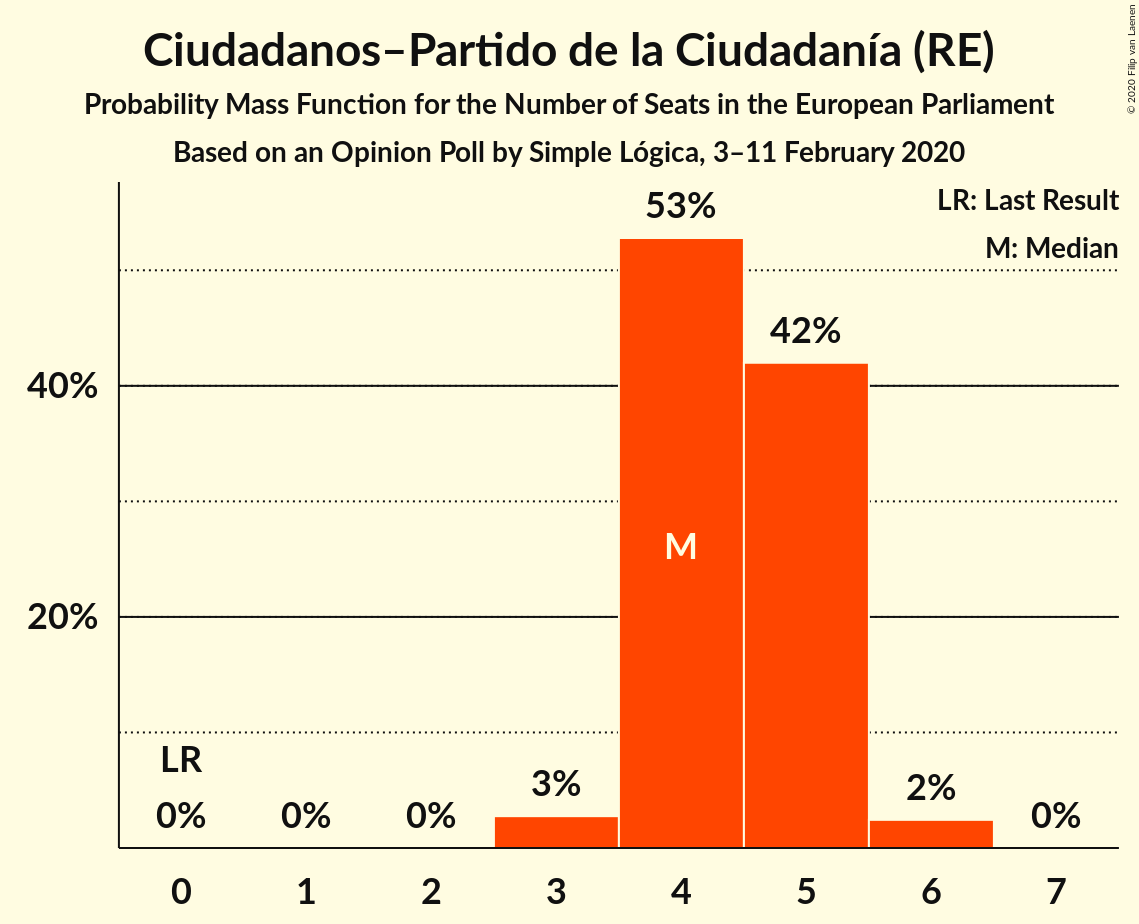 Ciudadanos–Partido de la Ciudadanía (RE)
Probability Mass Function for the Number of Seats in the European Parliament
Based on an Opinion Poll by Simple Lógica, 3–11 February 2020
© 2020 Filip van Laenen
LR: Last Result
M: Median
53%
42%
40%
M
20%
LR
0%
0%
0%
3%
2%
0%
0
1
2
3
4
5
6
7